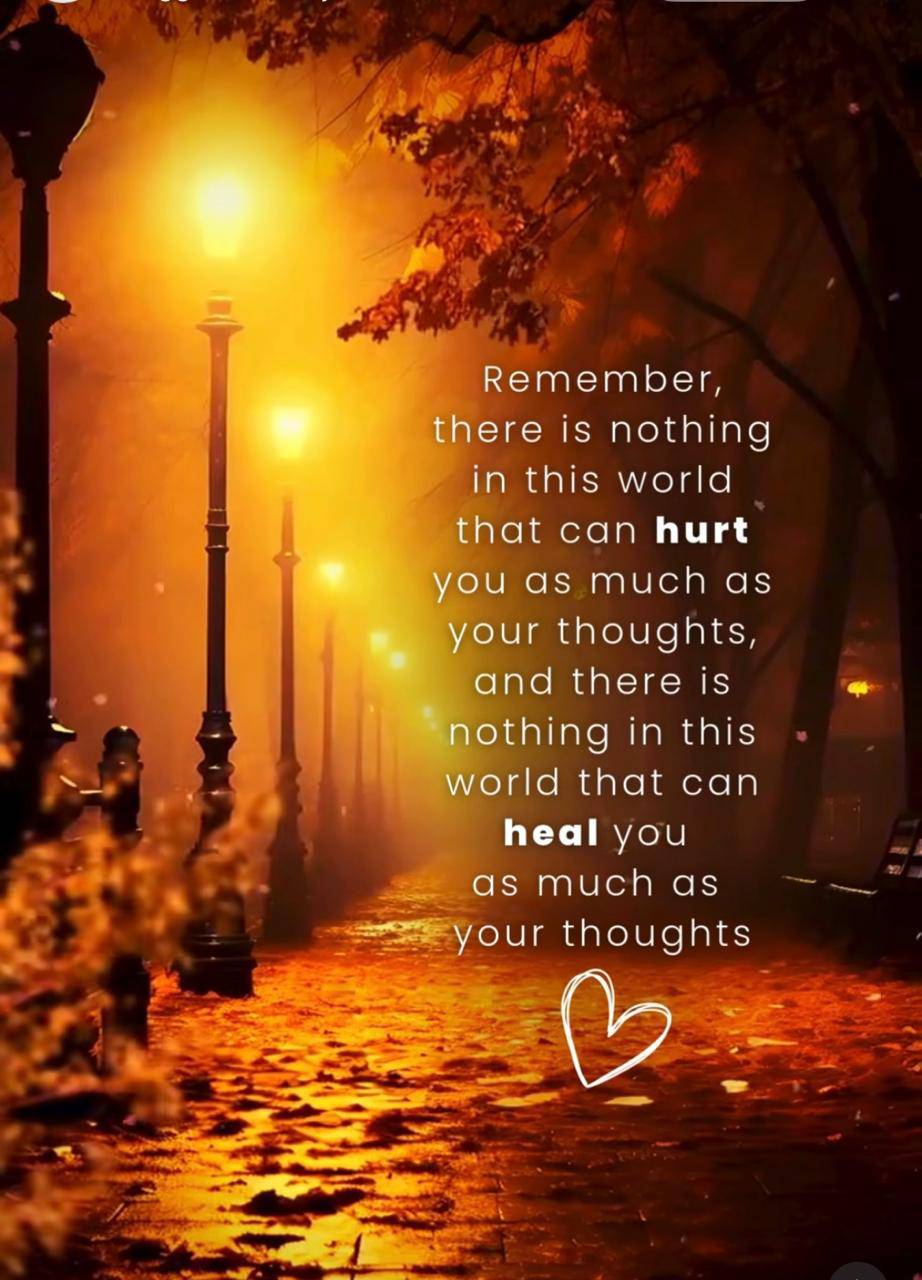 Remember,
there is nothing
in this world
that can hurt
you as much as
your thoughts,
and there is
nothing in this
world that can
heal you
as much as
your thoughts